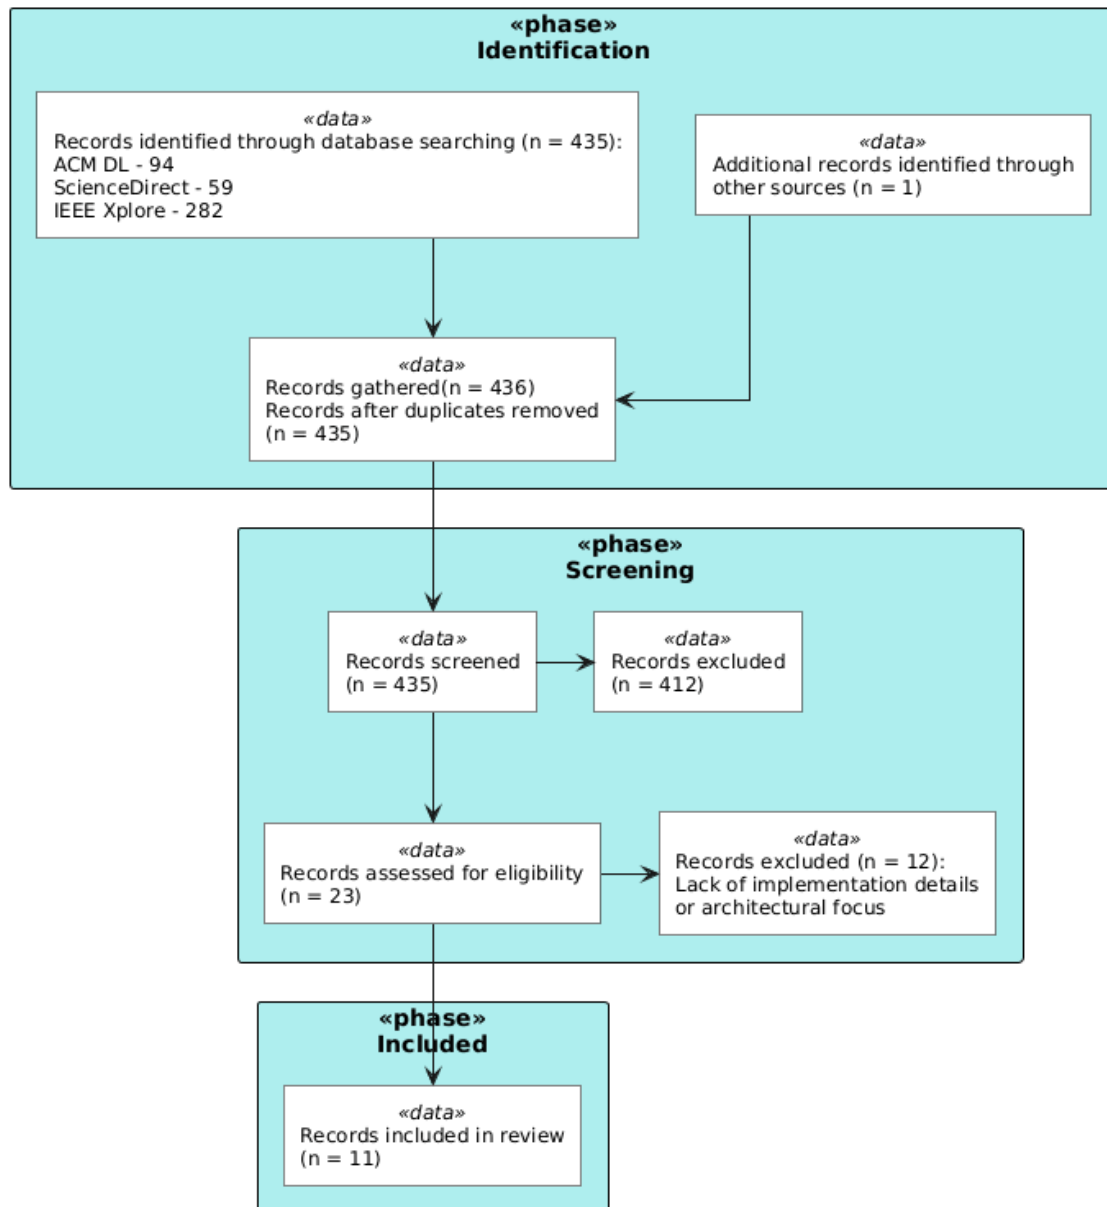 «phase»
Identification
«data»
Records identified through database searching (n = 435):
ACM DL - 94
ScienceDirect - 59
IEEE Xplore - 282
«data»
Additional records identified through
other sources (n = 1)
«data»
Records gathered(n = 436)
Records after duplicates removed
(n = 435)
«phase»
Screening
«data»
Records screened
(n = 435)
«data»
Records excluded
(n = 412)
«data»
Records assessed for eligibility
(n = 23)
«data»
Records excluded (n = 12):
Lack of implementation details
or architectural focus
«phase»
Included
«data»
Records included in review
(n = 11)